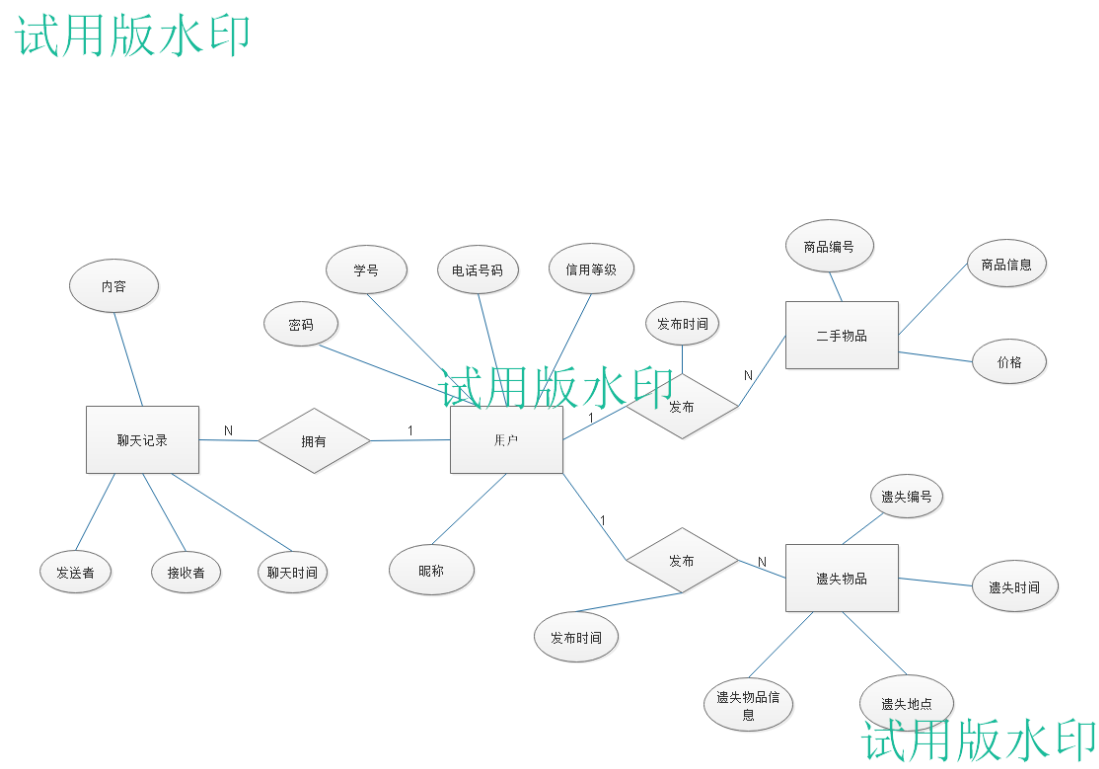 试用版水印
商品编号
商品信息
学号
电话号码
信用等级
内容
密码
发布时间
二手物品
价格
N
试用版水印
发布
1
聊天记录
N
拥有
1
用户
遗失编号
1
发布
N
遗失物品
遗失时间
发送者
接收者
聊天时间
昵称
发布时间
遗失物品信
息
遗失地点
试用版水印